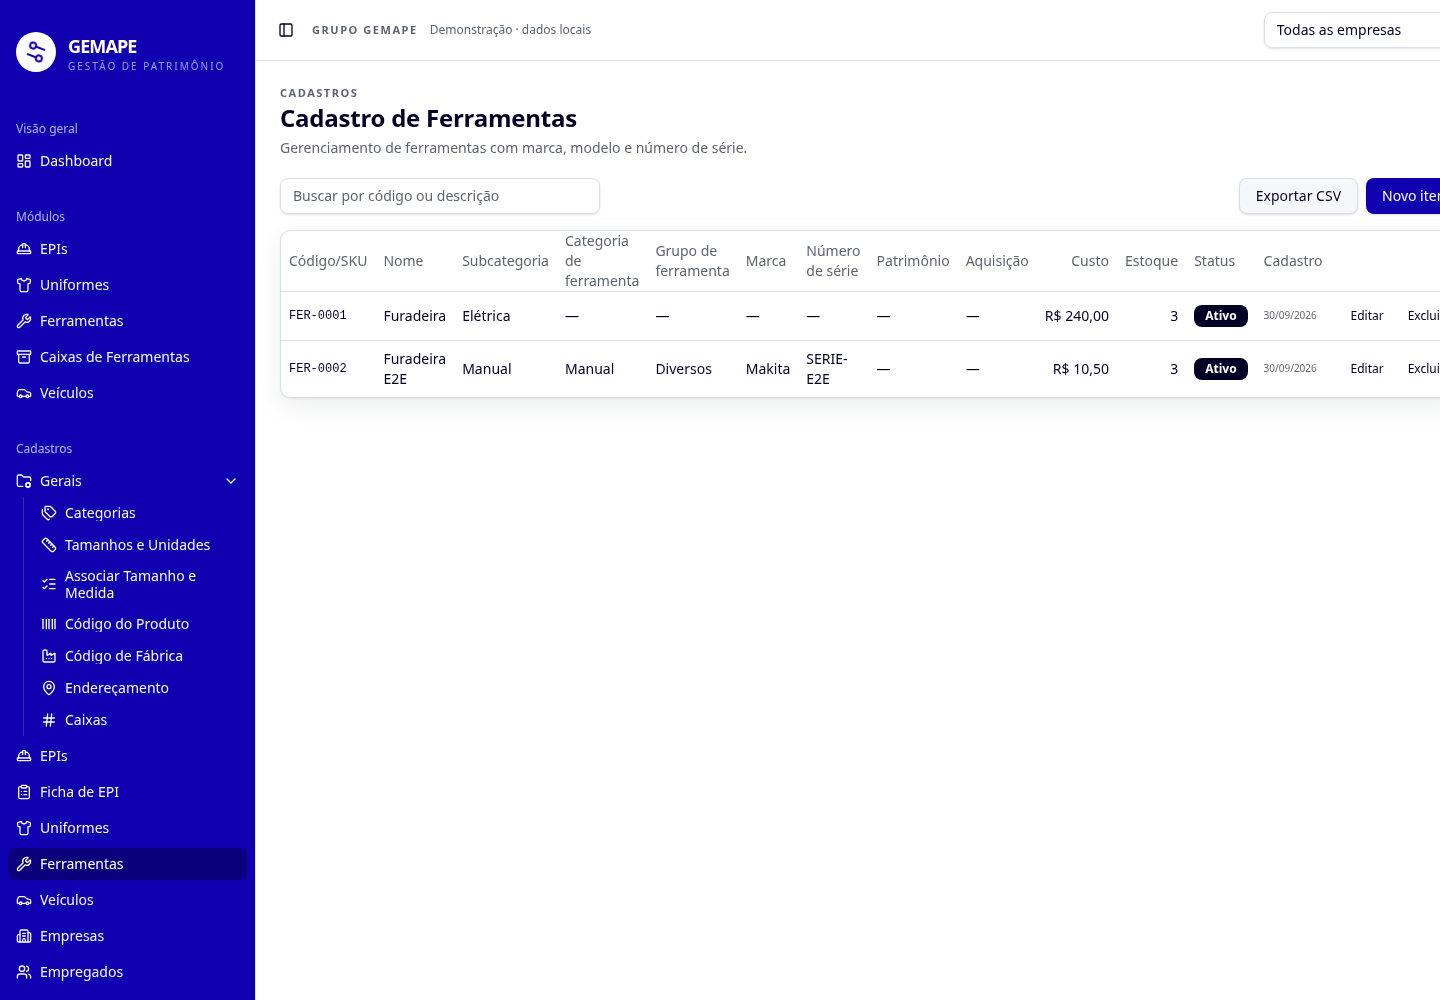 GEMAPE
GESTÃO DE PATRIMÔNIO
Visão geral
Dashboard
Módulos
EPIs
Uniformes
Ferramentas
Caixas de Ferramentas
Veículos
Cadastros
Gerais
Categorias
Tamanhos e Unidades
Associar Tamanho e
Medida
Código do Produto
Código de Fábrica
Endereçamento
Caixas
EPIs
Ficha de EPI
Uniformes
Ferramentas
Veículos
Empresas
Empregados
GRUPO GEMAPE Demonstração · dados locais
Todas as empresas
CADASTROS
Cadastro de Ferramentas
Gerenciamento de ferramentas com marca, modelo e número de série.
Buscar por código ou descrição
Exportar CSV
Novo iter
Código/SKU Nome Subcategoria Categoria de ferramenta Grupo de ferramenta Marca Número de série Patrimônio Aquisição Custo Estoque Status Cadastro
FER-0001 Furadeira Elétrica — — — — — — R$ 240,00 3 Ativo 30/09/2026 Editar Exclui
FER-0002 Furadeira E2E Manual Manual Diversos Makita SERIE-E2E — — R$ 10,50 3 Ativo 30/09/2026 Editar Exclui